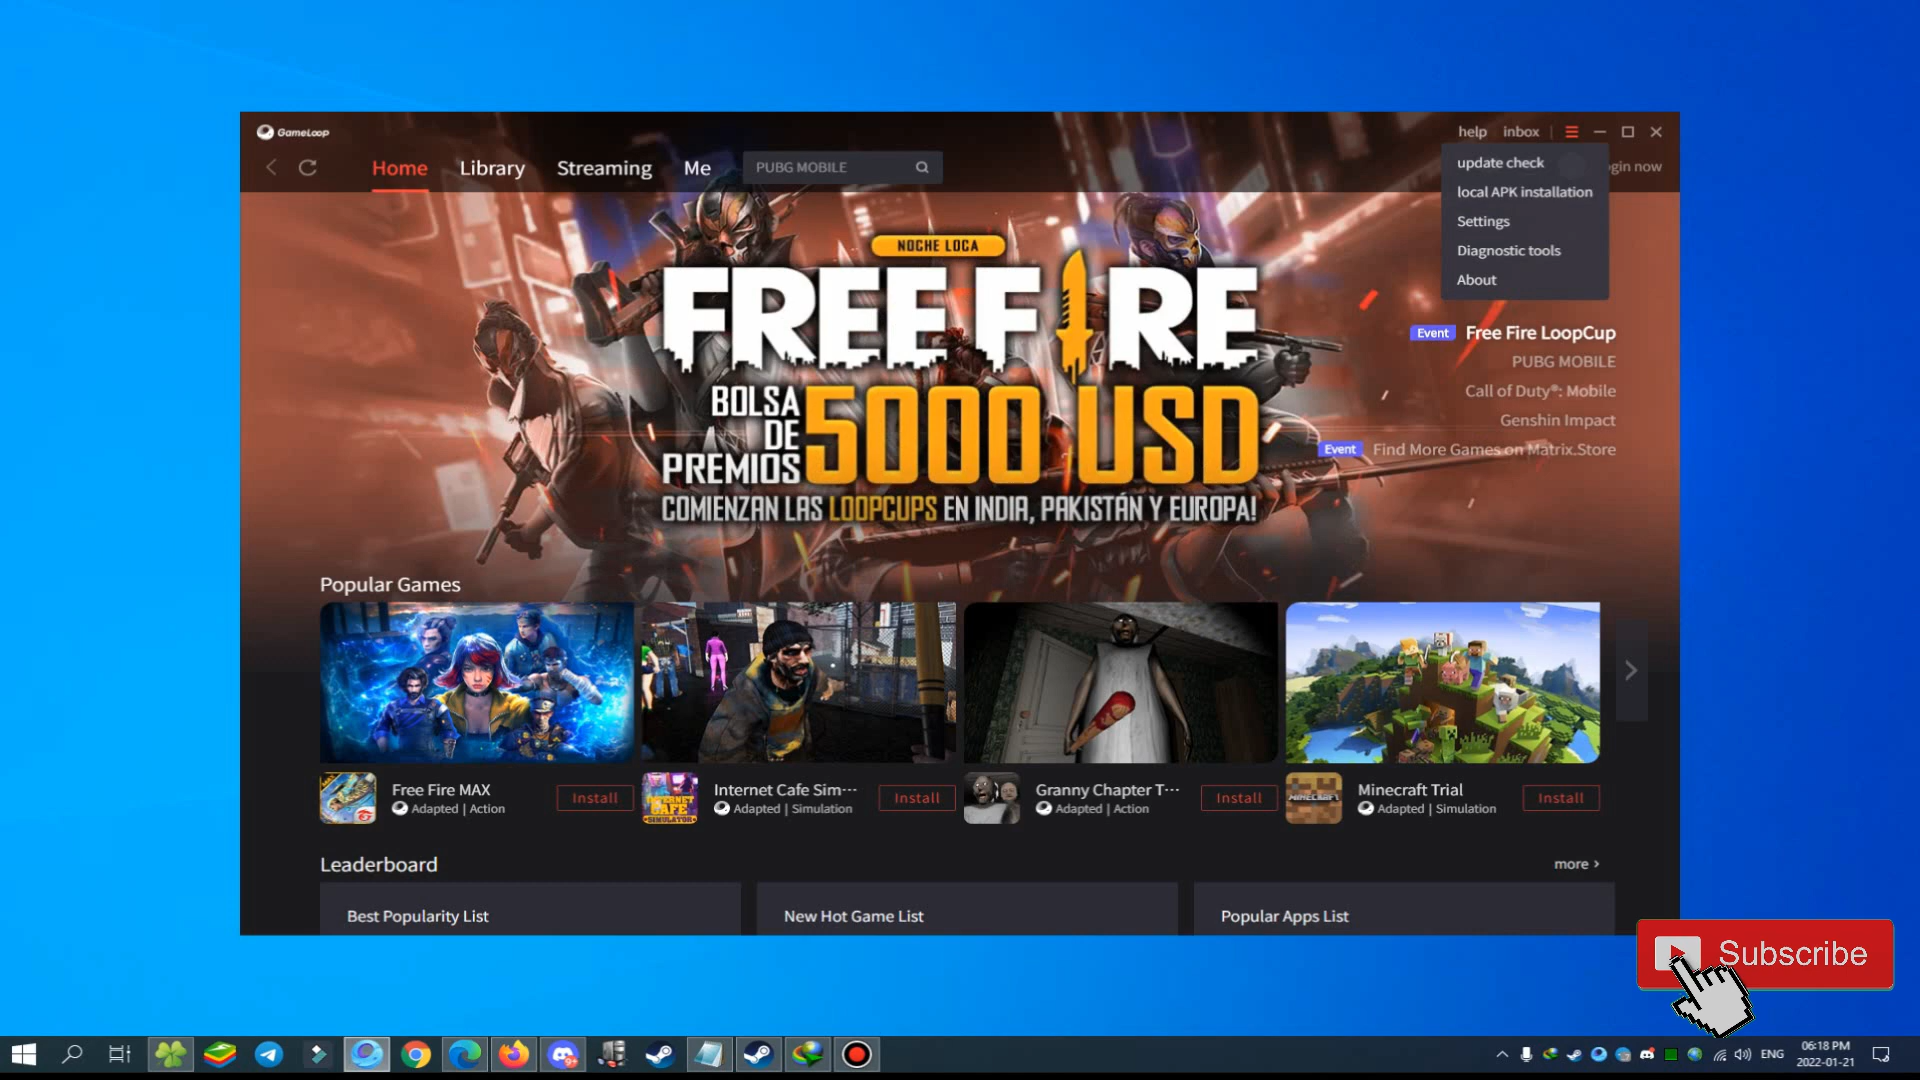 GameLoop
help inbox
Home Library Streaming Me PUBG MOBILE
gin now
update check
local APK installation
Settings
Diagnostic tools
About
NOCHE LOCA
FREE FIRE
BOLSA
DE
PREMIOS
5000 USD
COMIENZAN LAS LOOPCUPS EN INDIA, PAKISTÁN Y EUROPA!
Event Free Fire LoopCup
PUBG MOBILE
Call of Duty®: Mobile
Genshin Impact
Event Find More Games on Matrix.Store
Popular Games
Free Fire MAX
Adapted | Action
Install
INTERNET
CAFE
SIMULATOR
Internet Cafe Sim···
Adapted | Simulation
Install
Granny Chapter T···
Adapted | Action
Install
MINECRAFT
Minecraft Trial
Adapted | Simulation
Install
Leaderboard
more ›
Best Popularity List
New Hot Game List
Popular Apps List
Subscribe
ENG
06:18 PM
2022-01-21